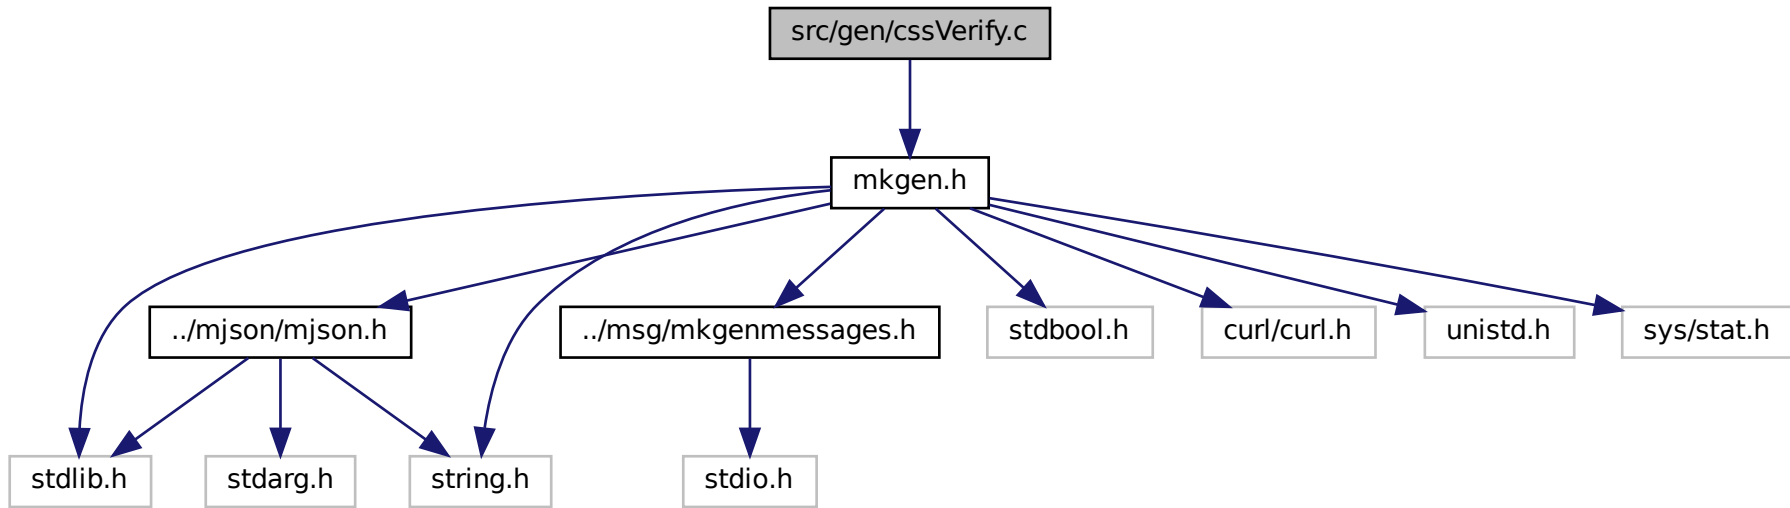 src/gen/cssVerify.c
mkgen.h
../mjson/mjson.h
../msg/mkgenmessages.h
stdbool.h
curl/curl.h
unistd.h
sys/stat.h
stdlib.h
stdarg.h
string.h
stdio.h